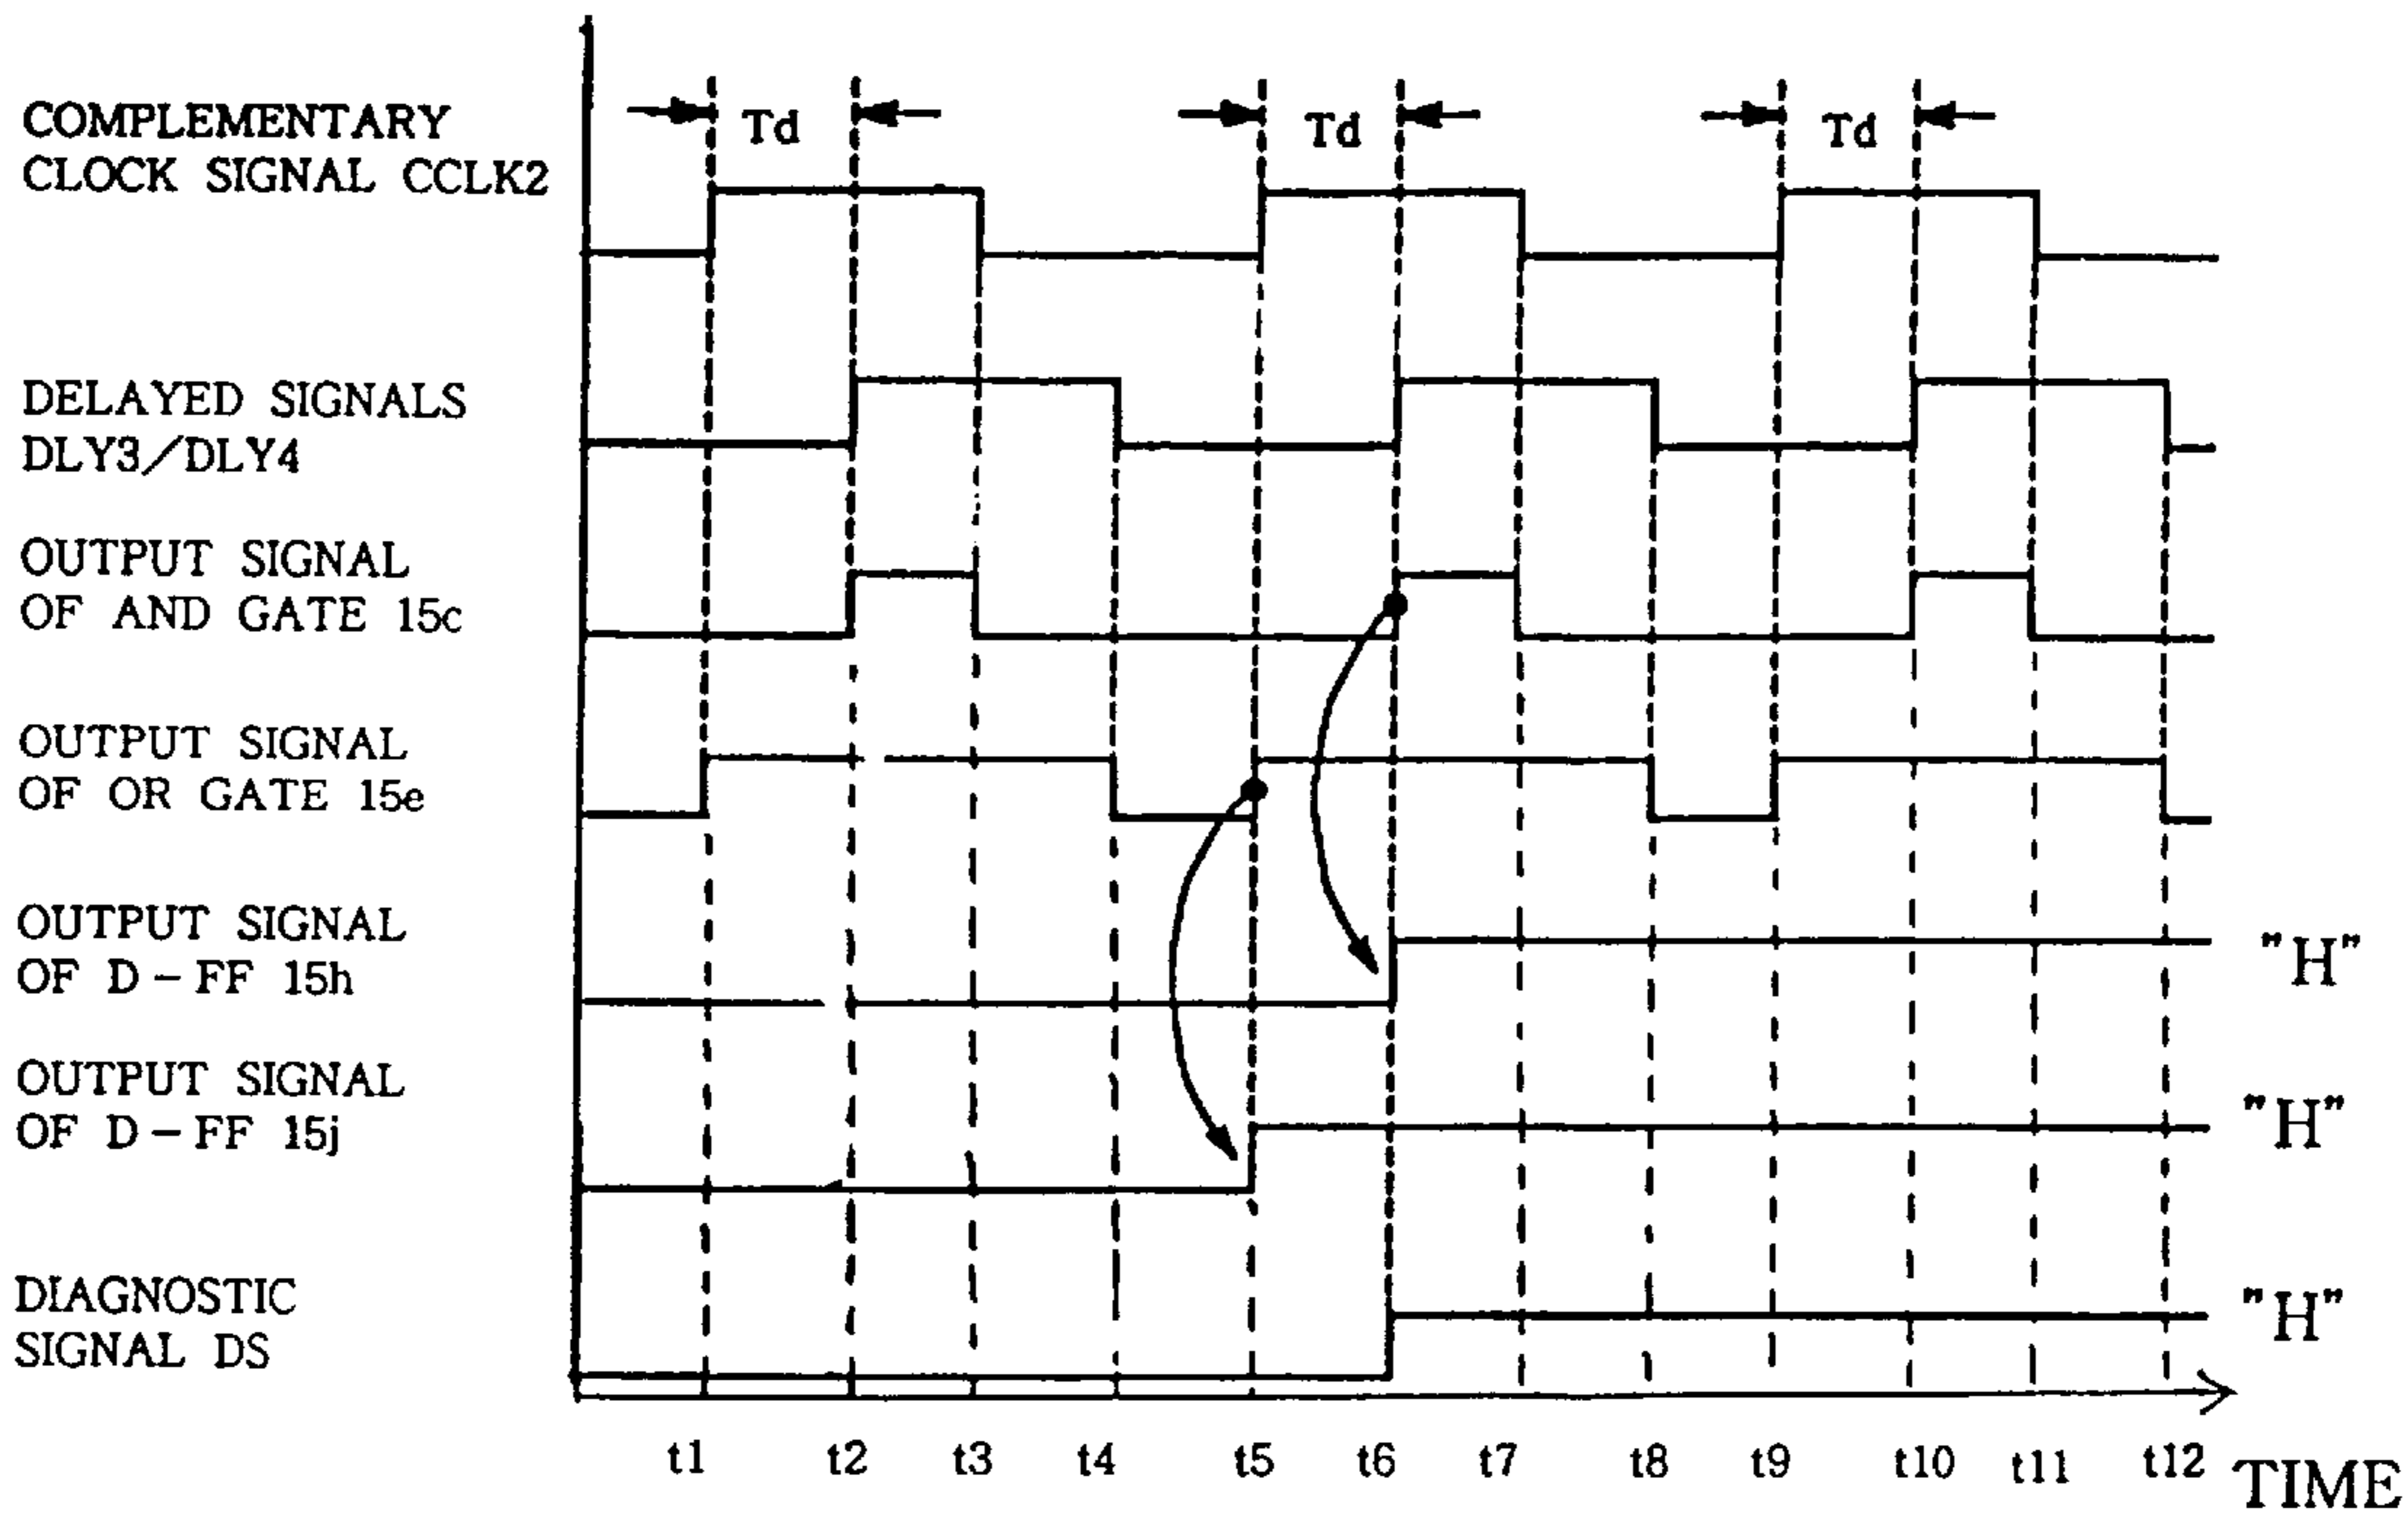 COMPLEMENTARY
CLOCK SIGNAL CCLK2
Td Td Td
DELAYED SIGNALS
DLY3/DLY4
OUTPUT SIGNAL
OF AND GATE 15c
OUTPUT SIGNAL
OF OR GATE 15e
OUTPUT SIGNAL
OF D-FF 15h
"H"
OUTPUT SIGNAL
OF D-FF 15j
"H"
DIAGNOSTIC
SIGNAL DS
"H"
t1 t2 t3 t4 t5 t6 t7 t8 t9 t10 t11 t12 TIME